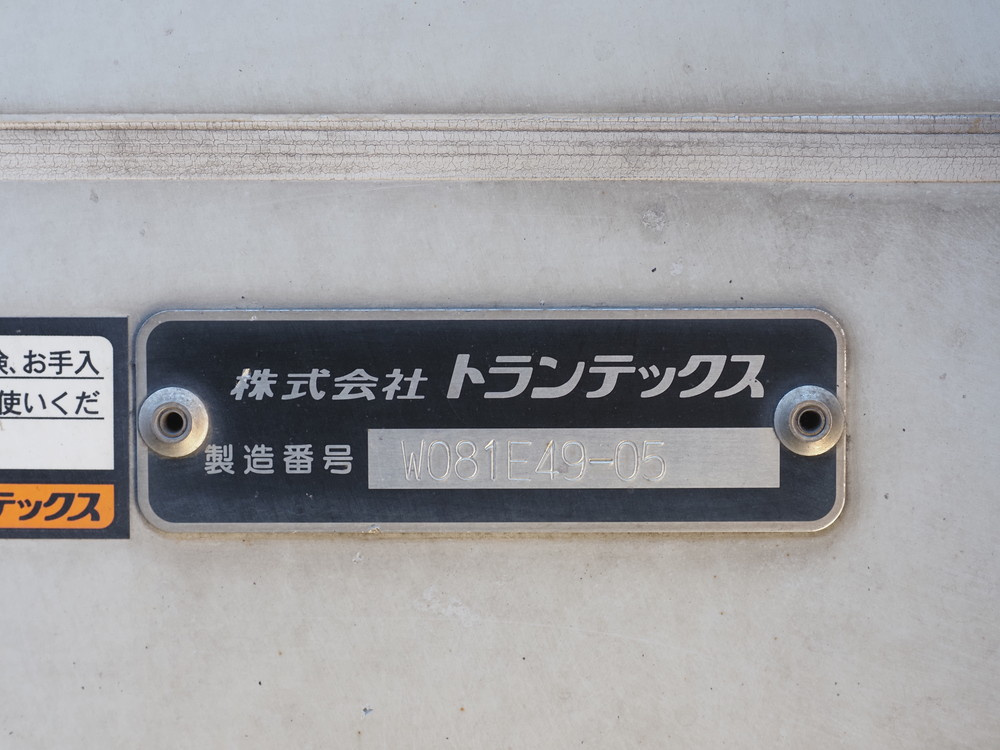 、お手入
使いくだ
テックス
株式会社 トランテックス
製造番号 W081E49-05